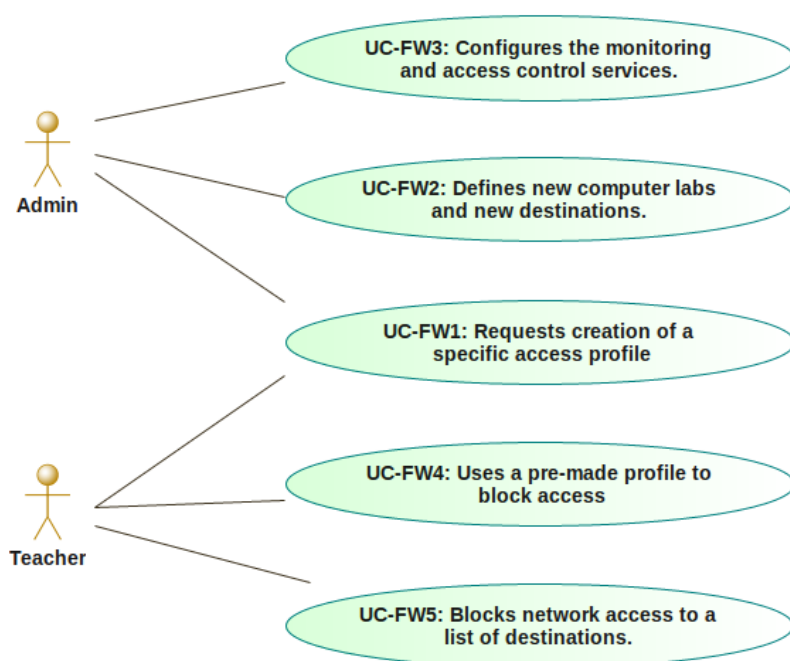 UC-FW3: Configures the monitoring
and access control services.
Admin
UC-FW2: Defines new computer labs
and new destinations.
UC-FW1: Requests creation of a
specific access profile
Teacher
UC-FW4: Uses a pre-made profile to
block access
UC-FW5: Blocks network access to a
list of destinations.